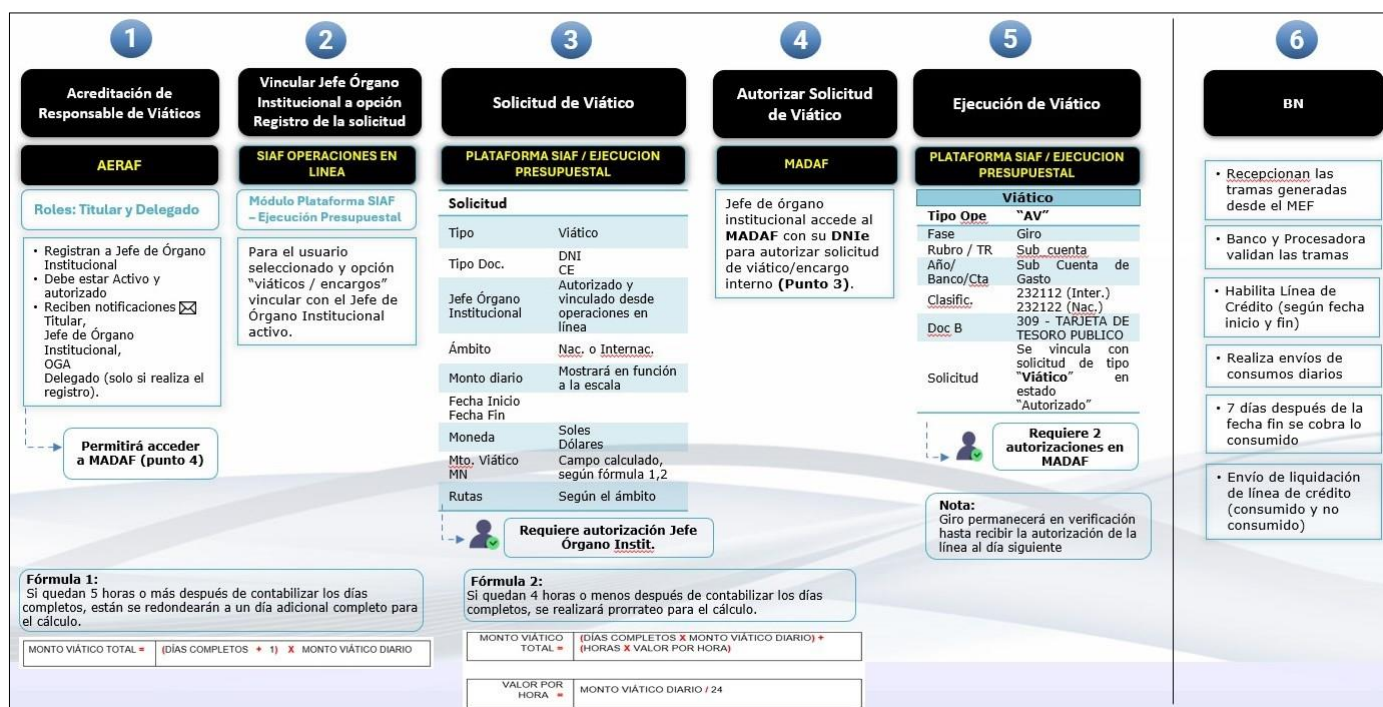 1
Acreditación de
Responsable de Viáticos
AERAF
Roles: Titular y Delegado
• Registran a Jefe de Órgano
Institucional
• Debe estar Activo y
autorizado
• Reciben notificaciones
Titular,
Jefe de Órgano
Institucional,
OGA
Delegado (solo si realiza el
registro).
Permitirá acceder
a MADAF (punto 4)
2
Vincular Jefe Órgano
Institucional a opción
Registro de la solicitud
SIAF OPERACIONES EN
LINEA
Módulo Plataforma SIAF
– Ejecución Presupuestal
Para el usuario
seleccionado y opción
"viáticos / encargos"
vincular con el Jefe de
Órgano Institucional
activo.
3
Solicitud de Viático
PLATAFORMA SIAF / EJECUCION
PRESUPUESTAL
Solicitud
Tipo Viático
Tipo Doc. DNI
CE
Jefe Órgano
Institucional
Autorizado y
vinculado desde
operaciones en
línea
Ámbito Nac. o Internac.
Monto diario Mostrará en función
a la escala
Fecha Inicio
Fecha Fin
Moneda Soles
Dólares
Mto. Viático
MN
Campo calculado,
según fórmula 1,2
Rutas Según el ámbito
Requiere autorización Jefe
Órgano Instit.
4
Autorizar Solicitud
de Viático
MADAF
Jefe de órgano
institucional accede al
MADAF con su DNIe
para autorizar solicitud
de viático/encargo
interno (Punto 3).
5
Ejecución de Viático
PLATAFORMA SIAF / EJECUCION
PRESUPUESTAL
Viático
Tipo Ope "AV"
Fase Giro
Rubro / TR Sub_cuenta
Año/
Banco/Cta
Sub Cuenta de
Gasto
Clasific. 232112 (Inter.)
232122 (Nac.)
Doc B 309 - TARJETA DE
TESORO PUBLICO
Solicitud Se vincula con
solicitud de tipo
"Viático" en
estado
"Autorizado"
Requiere 2
autorizaciones en
MADAF
Nota:
Giro permanecerá en verificación
hasta recibir la autorización de la
línea al día siguiente
6
BN
• Recepcionan las
tramas generadas
desde el MEF
• Banco y Procesadora
validan las tramas
• Habilita Línea de
Crédito (según fecha
inicio y fin)
• Realiza envíos de
consumos diarios
• 7 días después de la
fecha fin se cobra lo
consumido
• Envío de liquidación
de línea de crédito
(consumido y no
consumido)
Fórmula 1:
Si quedan 5 horas o más después de contabilizar los días
completos, están se redondearán a un día adicional completo para
el cálculo.
MONTO VIÁTICO TOTAL = (DÍAS COMPLETOS + 1) X MONTO VIÁTICO DIARIO
Fórmula 2:
Si quedan 4 horas o menos después de contabilizar los días
completos, se realizará prorrateo para el cálculo.
MONTO VIÁTICO
TOTAL =
(DÍAS COMPLETOS X MONTO VIÁTICO DIARIO) +
(HORAS X VALOR POR HORA)
VALOR POR
HORA =
MONTO VIÁTICO DIARIO / 24